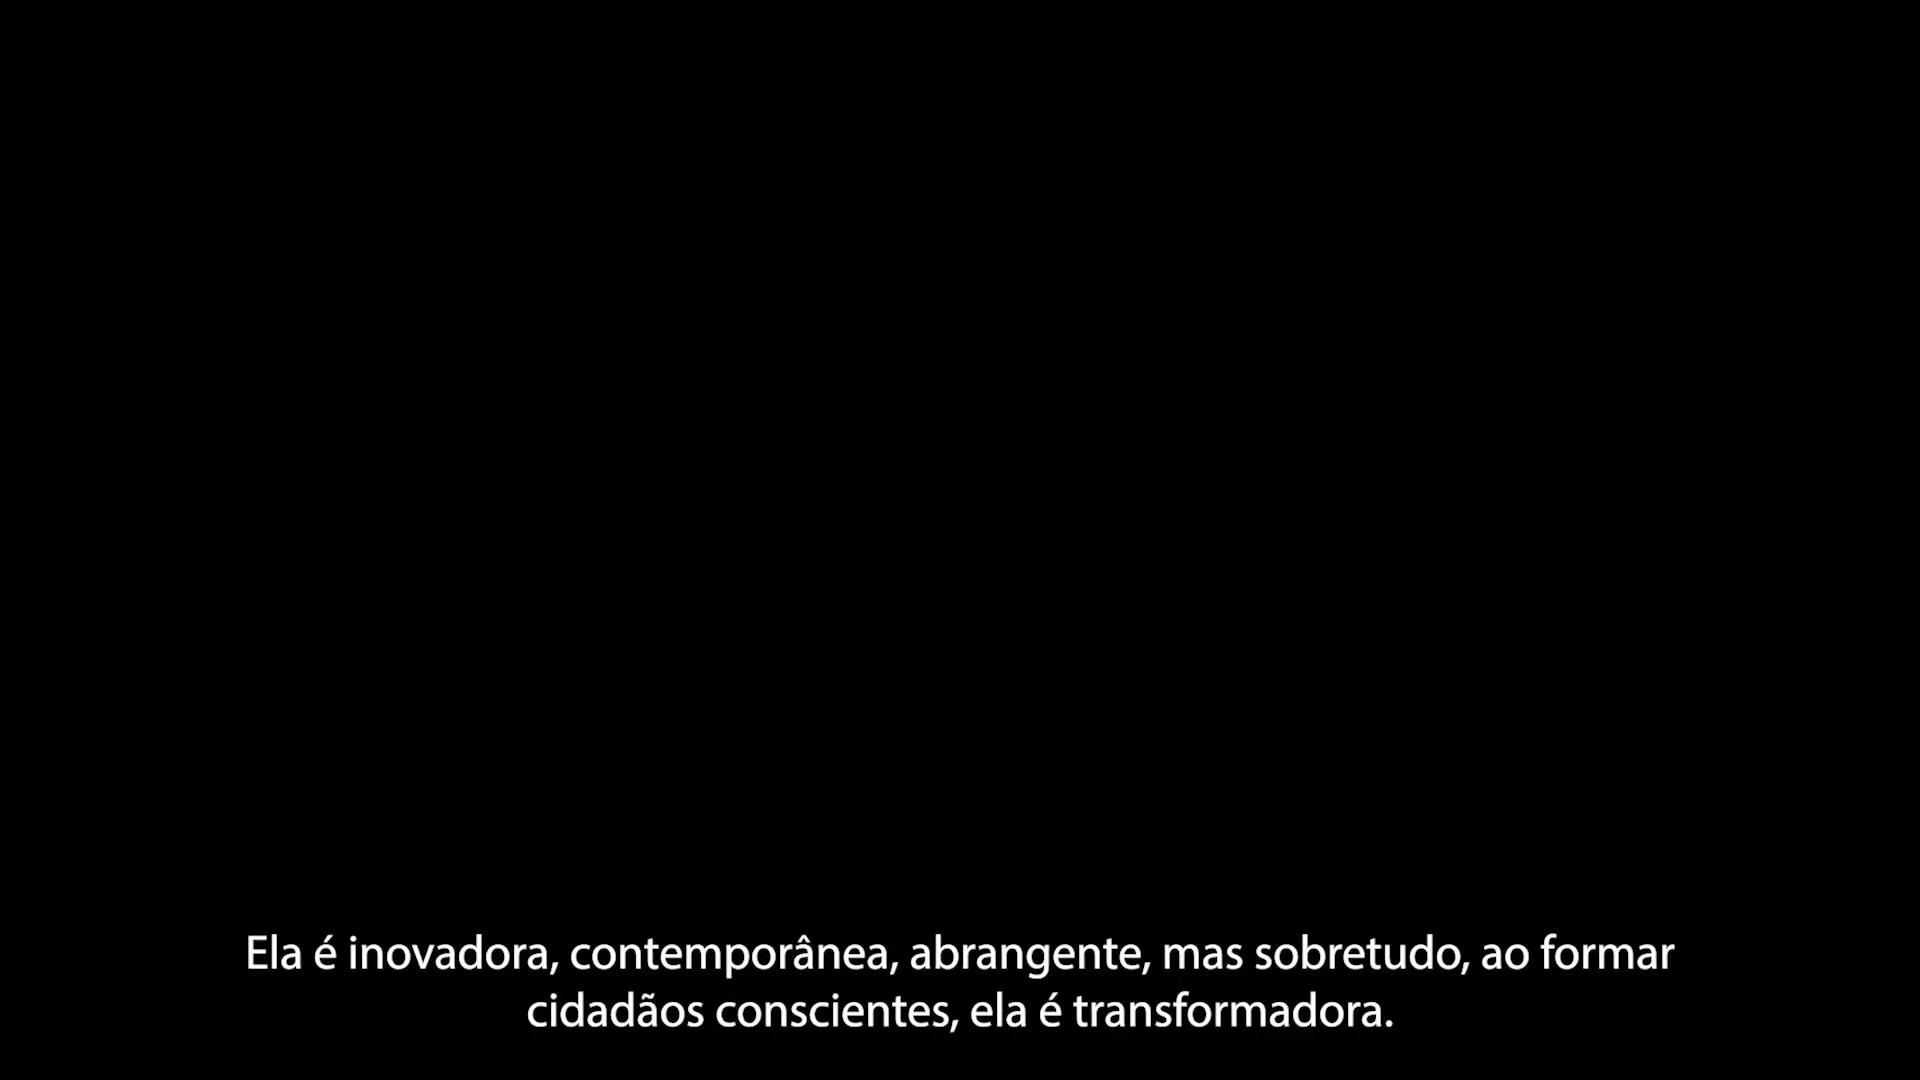 Ela é inovadora, contemporânea, abrangente, mas sobretudo, ao formar
cidadãos conscientes, ela é transformadora.